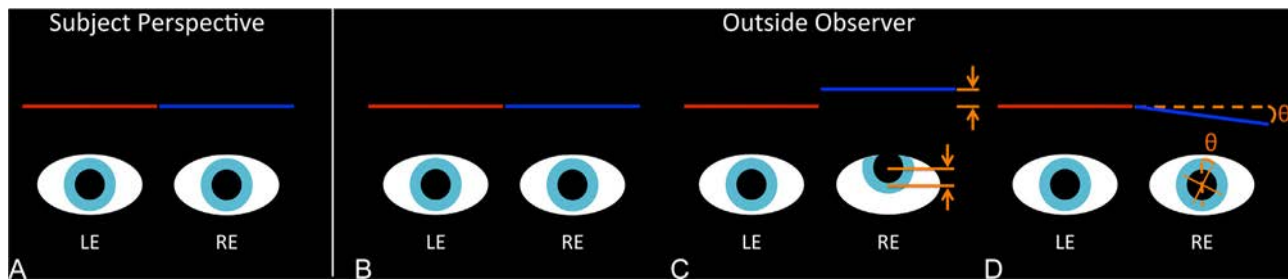 Subject Perspective
Outside Observer
θ
θ
LE RE
LE RE
LE RE
LE RE
A
B
C
D